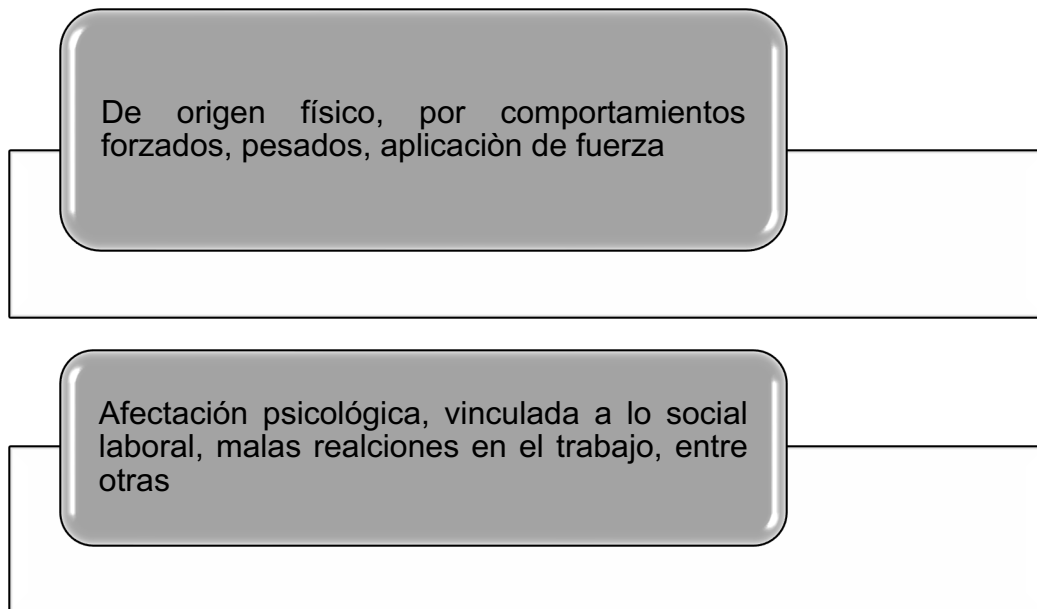 De origen físico, por comportamientos
forzados, pesados, aplicaciòn de fuerza
Afectación psicológica, vinculada a lo social
laboral, malas realciones en el trabajo, entre
otras